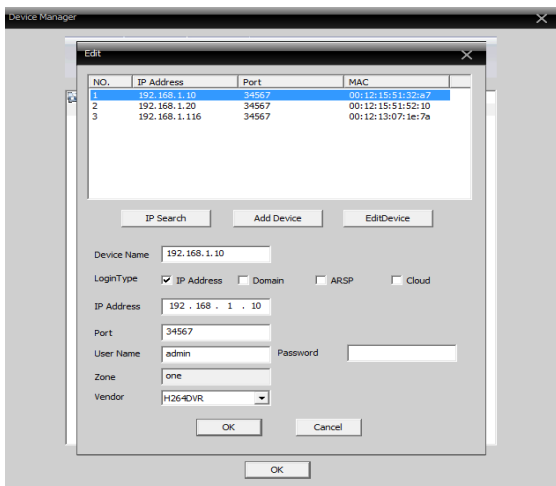 Device Manager
Edit
NO. IP Address Port MAC
1 192.168.1.10 34567 00:12:15:51:32:a7
2 192.168.1.20 34567 00:12:15:51:52:10
3 192.168.1.116 34567 00:12:13:07:1e:7a
IP Search Add Device EditDevice
Device Name 192.168.1.10
LoginType IP Address Domain ARSP Cloud
IP Address 192 . 168 . 1 . 10
Port 34567
User Name admin Password
Zone one
Vendor H264DVR
OK Cancel
OK